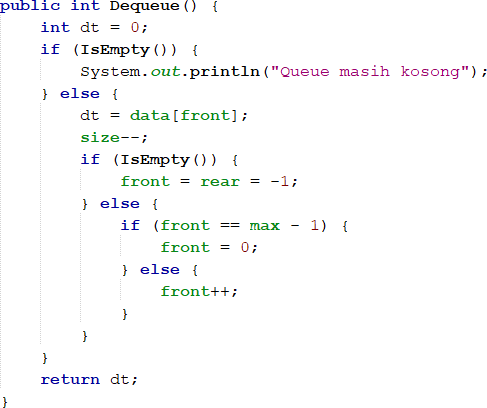 public int Dequeue() {
    int dt = 0;
    if (IsEmpty()) {
        System.out.println("Queue masih kosong");
    } else {
        dt = data[front];
        size--;
        if (IsEmpty()) {
            front = rear = -1;
        } else {
            if (front == max - 1) {
                front = 0;
            } else {
                front++;
            }
        }
    }
    return dt;
}